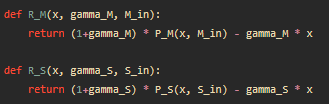 def R_M(x, gamma_M, M_in):
    return (1+gamma_M) * P_M(x, M_in) - gamma_M * x
def R_S(x, gamma_S, S_in):
    return (1+gamma_S) * P_S(x, S_in) - gamma_S * x